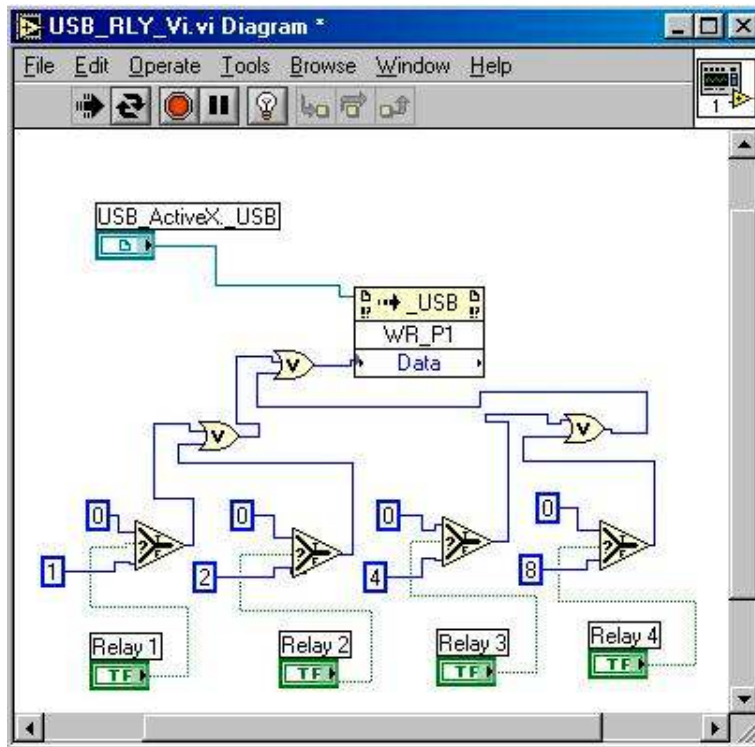 USB_RLY_Vi.vi Diagram *
File Edit Operate Tools Browse Window Help
1
USB_ActiveX._USB
_USB
WR_P1
Data
V
V
V
0
0
0
0
? T F
? T F
? T F
? T F
1
2
4
8
Relay 1
Relay 2
Relay 3
Relay 4
TF
TF
TF
TF